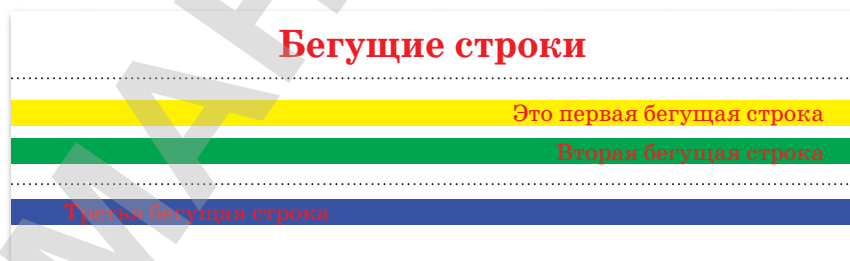 Бегущие строки
Это первая бегущая строка
Вторая бегущая строка
Третья бегущая строка